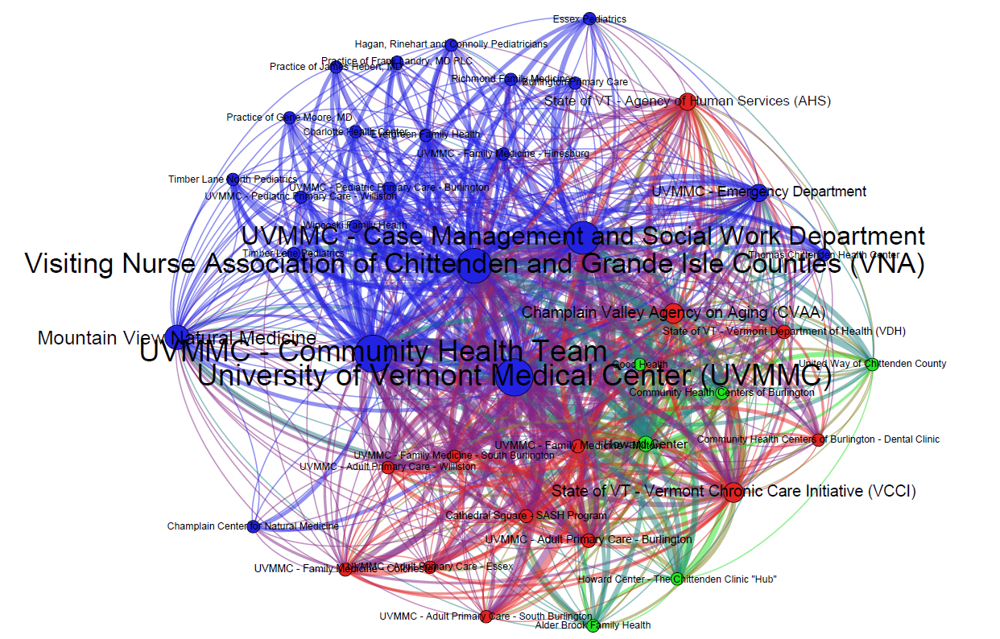 Essex Pediatrics
Hagan, Rinehart and Connolly Pediatricians
Practice of Frank Landry, MD PLC
Practice of James Hebert, MD
Richmond Family Medicine
Burlington Primary Care
State of VT - Agency of Human Services (AHS)
Practice of Gene Moore, MD
Charlotte Health Center
Evergreen Family Health
UVMMC - Family Medicine - Hinesburg
Timber Lane North Pediatrics
UVMMC - Pediatric Primary Care - Burlington
UVMMC - Pediatric Primary Care - Williston
UVMMC - Emergency Department
Winooski Family Health
UVMMC - Case Management and Social Work Department
Timber Lane Pediatrics
Thomas Chittenden Health Center
Visiting Nurse Association of Chittenden and Grande Isle Counties (VNA)
Champlain Valley Agency on Aging (CVAA)
State of VT - Vermont Department of Health (VDH)
Mountain View Natural Medicine
UVMMC - Community Health Team
Good Health
United Way of Chittenden County
University of Vermont Medical Center (UVMMC)
Community Health Centers of Burlington
Community Health Centers of Burlington - Dental Clinic
UVMMC - Family Medicine - Milton
Howard Center
UVMMC - Family Medicine - South Burlington
UVMMC - Adult Primary Care - Williston
State of VT - Vermont Chronic Care Initiative (VCCI)
Cathedral Square - SASH Program
Champlain Center for Natural Medicine
UVMMC - Adult Primary Care - Burlington
UVMMC - Family Medicine - Colchester
UVMMC - Adult Primary Care - Essex
Howard Center - The Chittenden Clinic "Hub"
UVMMC - Adult Primary Care - South Burlington
Alder Brook Family Health